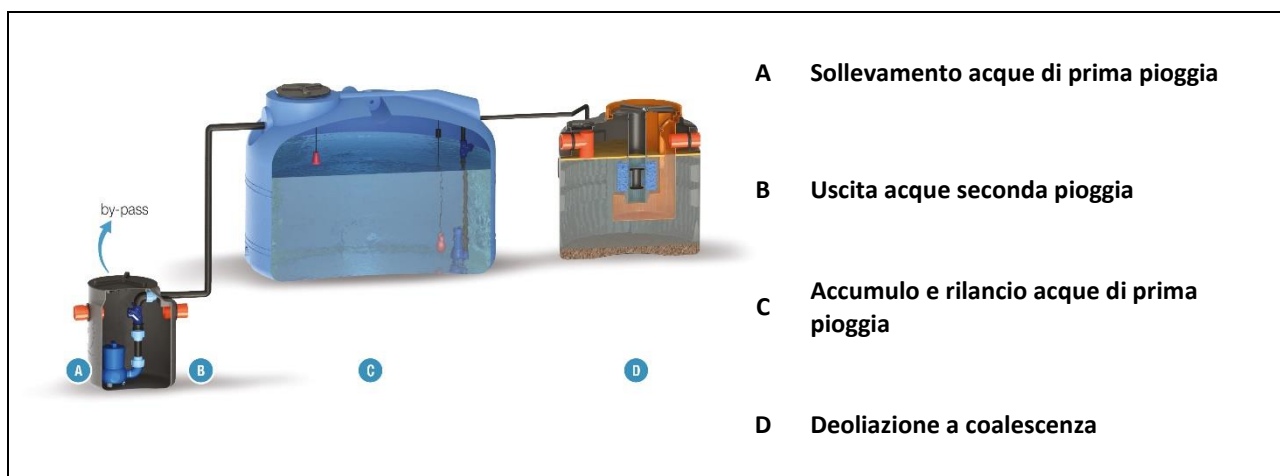 by-pass
A
B
C
D
A Sollevamento acque di prima pioggia
B Uscita acque seconda pioggia
C Accumulo e rilancio acque di prima
pioggia
D Deoliazione a coalescenza